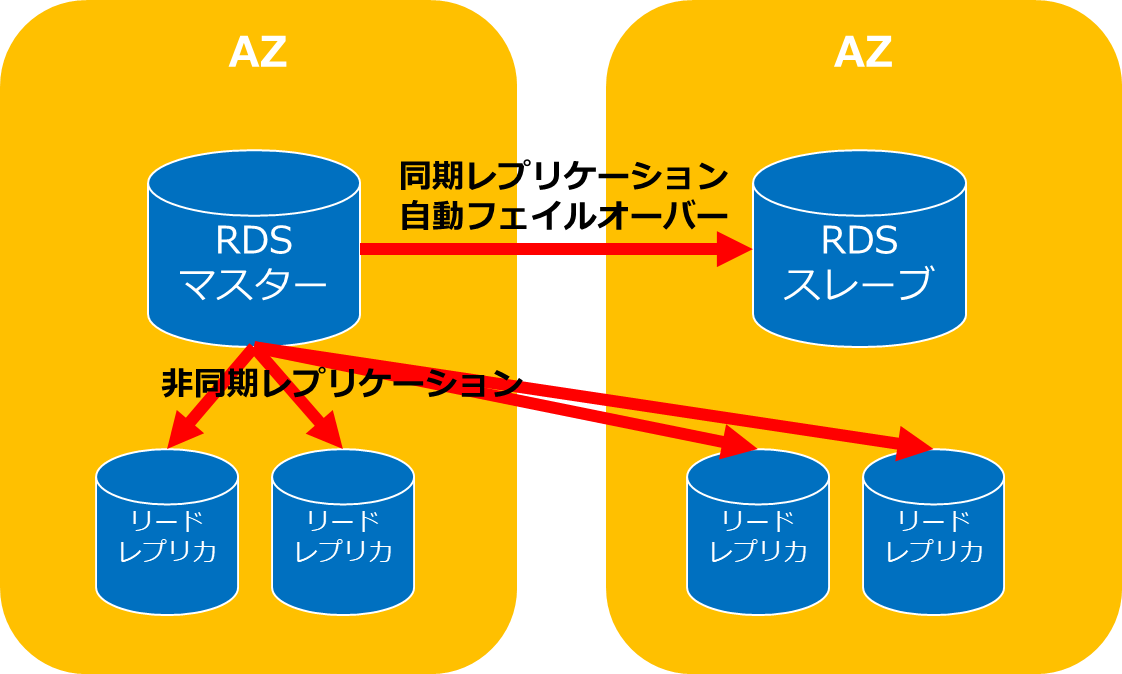 AZ
AZ
同期レプリケーション
自動フェイルオーバー
RDS
マスター
RDS
スレーブ
非同期レプリケーション
リード
レプリカ
リード
レプリカ
リード
レプリカ
リード
レプリカ